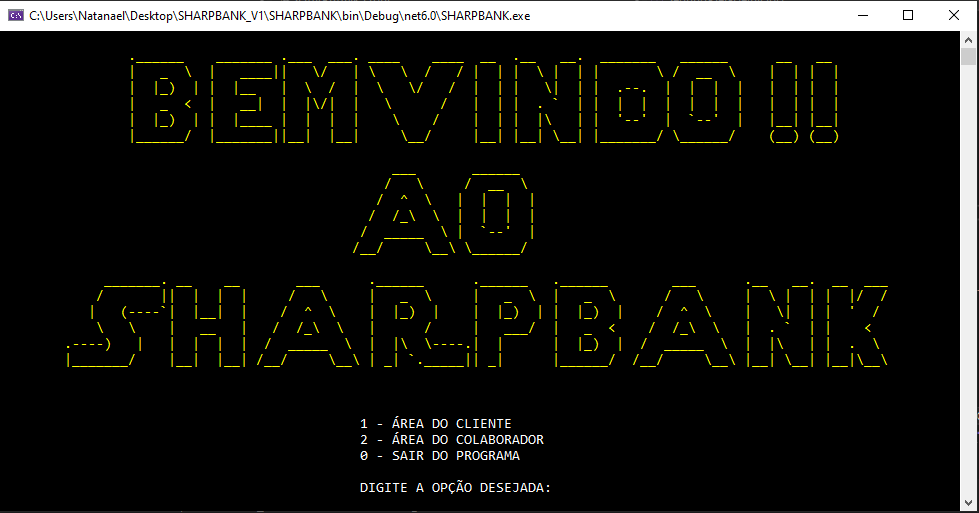 C:\Users\Natanael\Desktop\SHARPBANK_V1\SHARPBANK\bin\Debug\net6.0\SHARPBANK.exe
BEMVINDO !!
AO
SHARPBANK
1 - ÁREA DO CLIENTE
2 - ÁREA DO COLABORADOR
0 - SAIR DO PROGRAMA
DIGITE A OPÇÃO DESEJADA: